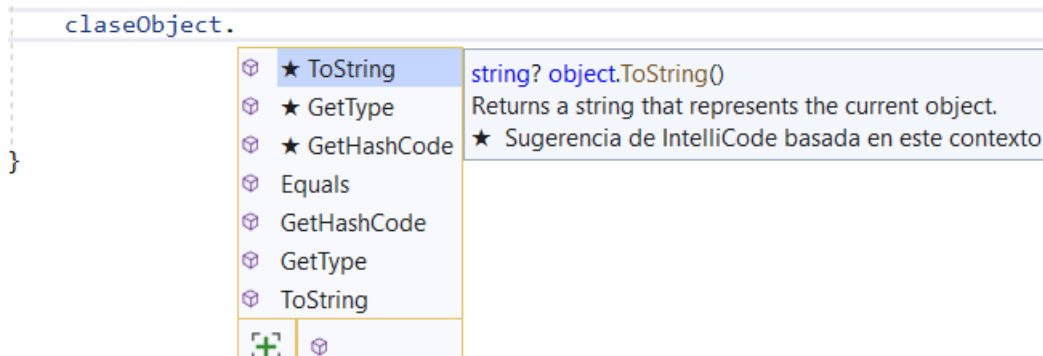 claseObject.
★ ToString
★ GetType
★ GetHashCode
Equals
GetHashCode
GetType
ToString
string? object.ToString()
Returns a string that represents the current object.
★ Sugerencia de IntelliCode basada en este contexto
}